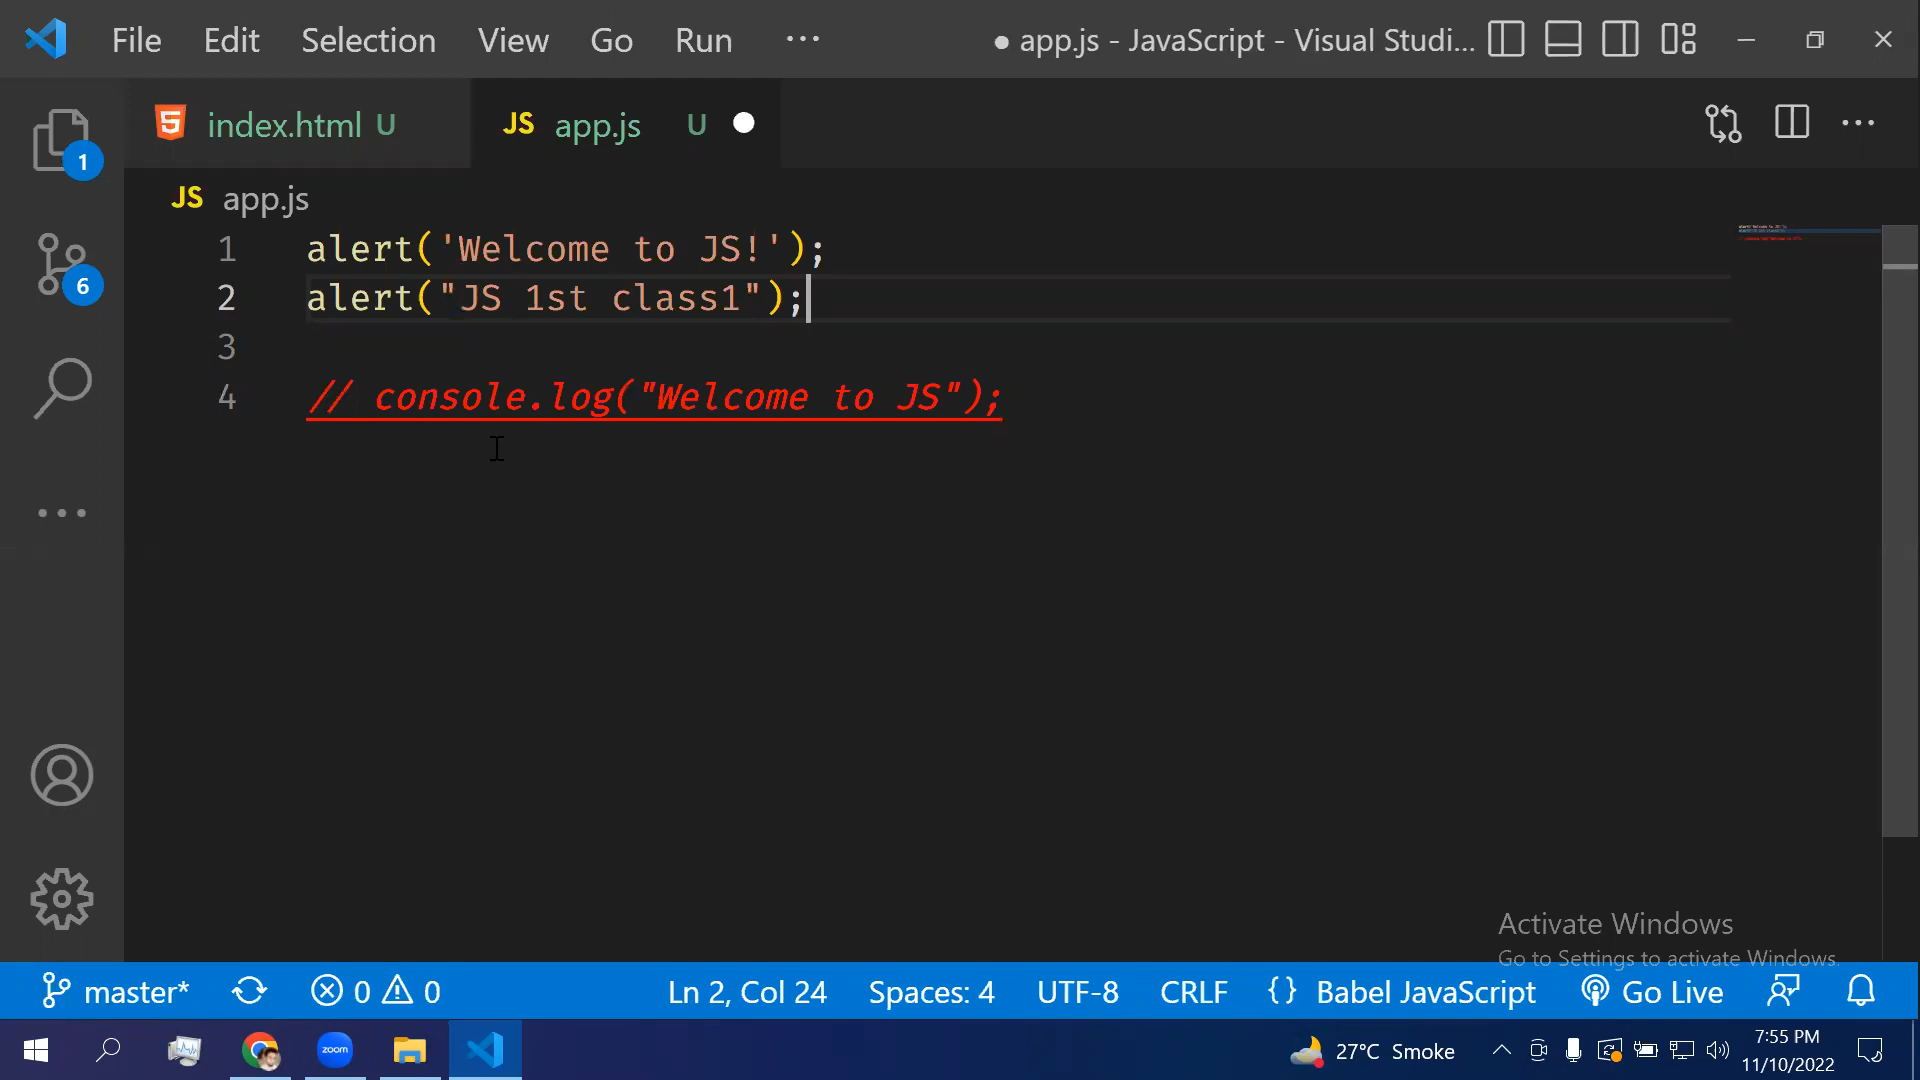 File Edit Selection View Go Run ··· ● app.js - JavaScript - Visual Studi...
index.html U JS app.js U ●
JS app.js
1 alert('Welcome to JS!');
2 alert("JS 1st class1");
3
4 // console.log("Welcome to JS");
1
6
Activate Windows
Go to Settings to activate Windows.
master* 0 0 Ln 2, Col 24 Spaces: 4 UTF-8 CRLF {} Babel JavaScript Go Live
zoom 27°C Smoke 7:55 PM
11/10/2022